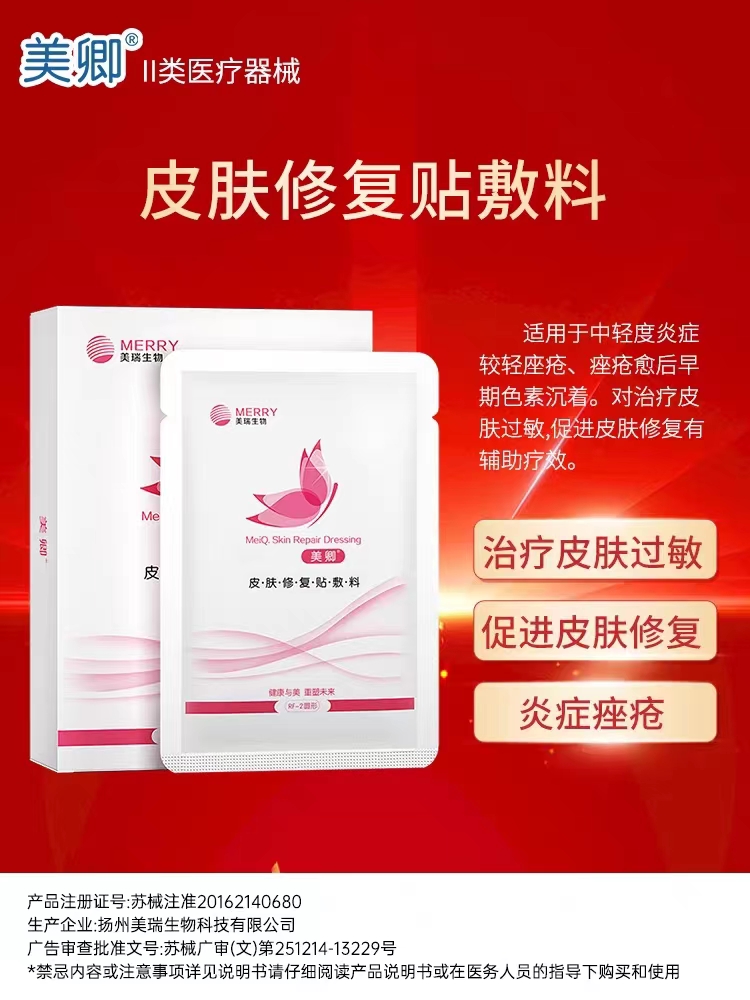 美卿® II类医疗器械
皮肤修复贴敷料
适用于中轻度炎症
较轻座疮、痤疮愈后早
期色素沉着。对治疗皮
肤过敏,促进皮肤修复有
辅助疗效。
治疗皮肤过敏
促进皮肤修复
炎症痤疮
MERRY
美瑞生物
Me
皮
美卿®
MERRY
美瑞生物
MeiQ. Skin Repair Dressing
美卿®
皮·肤·修·复·贴·敷·料
健康与美 重塑未来
RF-2圆形
产品注册证号:苏械注准20162140680
生产企业:扬州美瑞生物科技有限公司
广告审查批准文号:苏械广审(文)第251214-13229号
*禁忌内容或注意事项详见说明书请仔细阅读产品说明书或在医务人员的指导下购买和使用